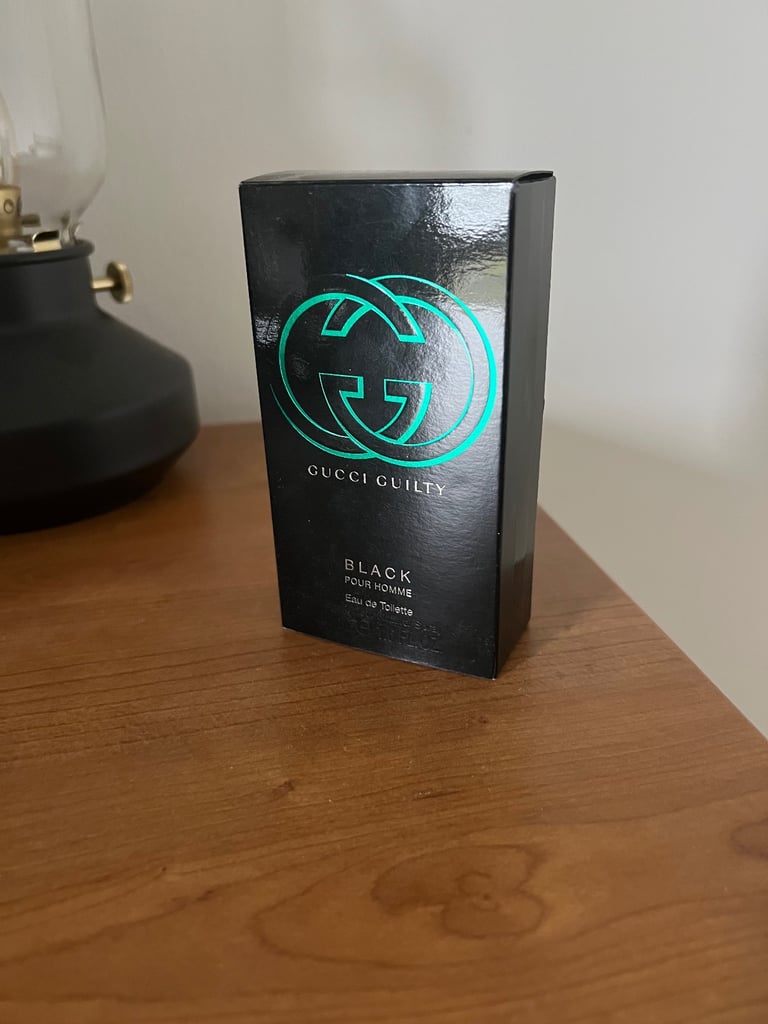 GUCCI GUILTY
BLACK
POUR HOMME
Eau de Toilette